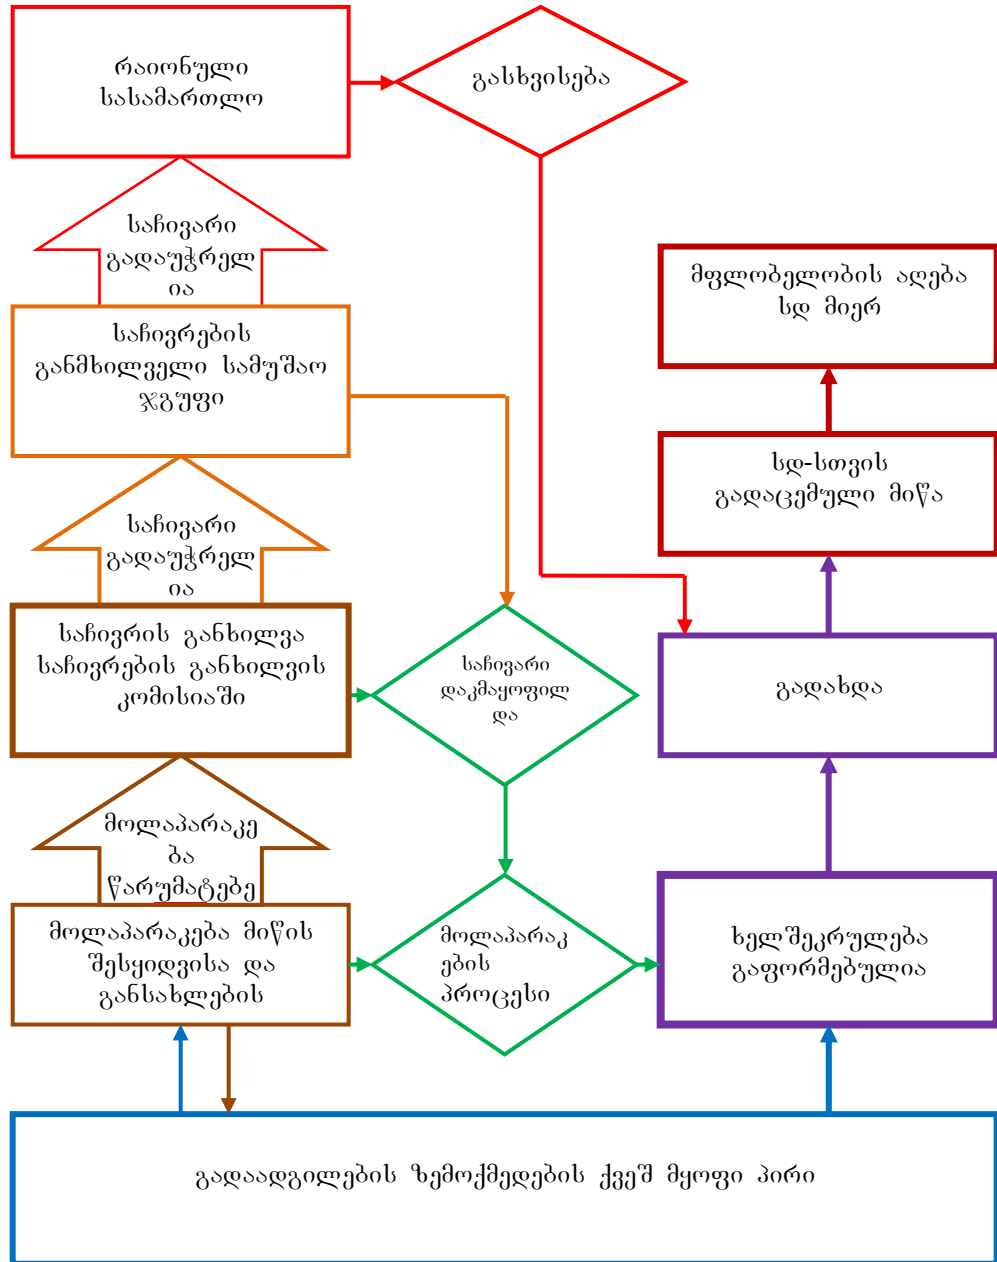 რაიონული
სასამართლო
გასხვისება
საჩივარი
გადაუჭრელ
ია
მფლობელობის აღება
სდ მიერ
საჩივრების
განმხილველი სამუშაო
ჯგუფი
სდ-სთვის
გადაცემული მიწა
საჩივარი
გადაუჭრელ
ია
საჩივრის განხილვა
საჩივრების განხილვის
კომისიაში
საჩივარი
დაკმაყოფილ
და
გადახდა
მოლაპარაკე
ბა
წარუმატებე
მოლაპარაკება მიწის
შესყიდვისა და
განსახლების
მოლაპარაკ
ების
პროცესი
ხელშეკრულება
გაფორმებულია
გადაადგილების ზემოქმედების ქვეშ მყოფი პირი